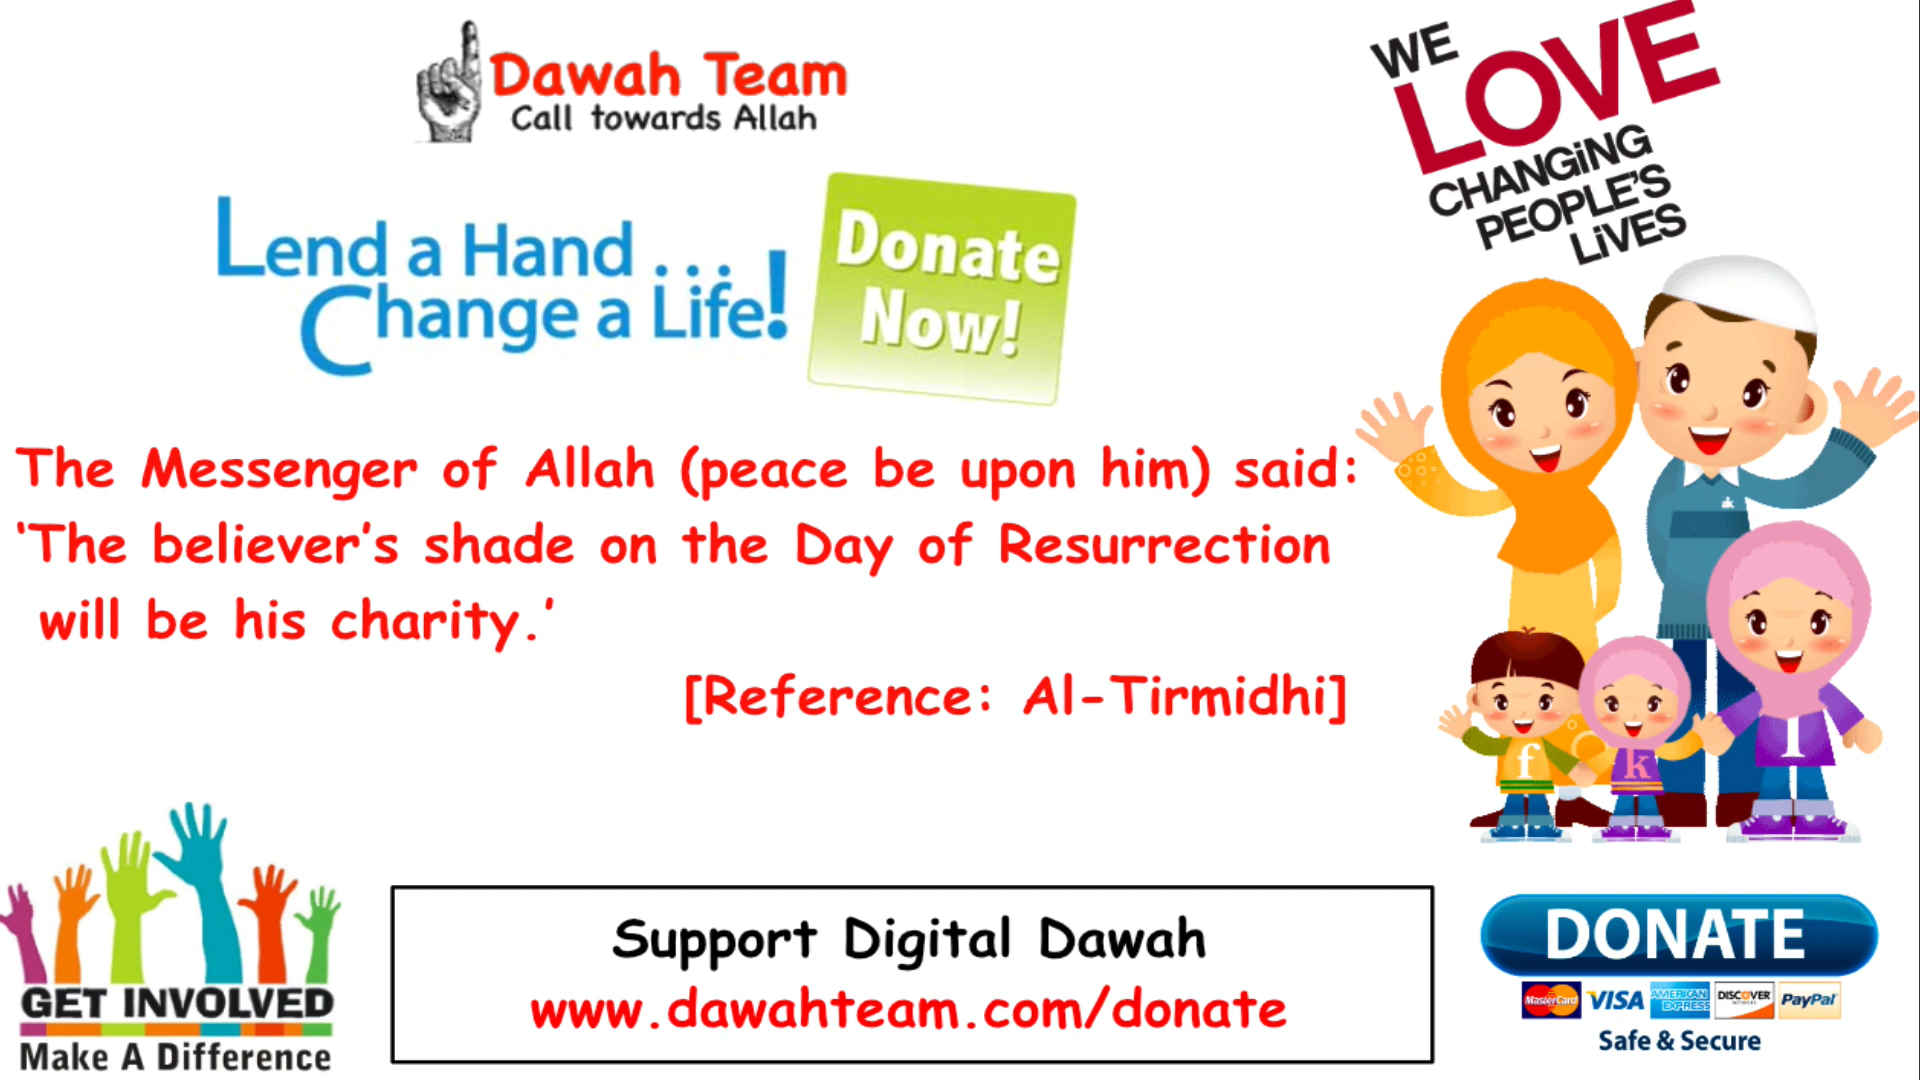 Dawah Team
Call towards Allah
WE
LOVE
CHANGiNG
PEOPLE'S
LiVES
Lend a Hand ...
Change a Life!
Donate
Now!
The Messenger of Allah (peace be upon him) said:
‘The believer’s shade on the Day of Resurrection
will be his charity.’
[Reference: Al-Tirmidhi]
f
k
l
GET INVOLVED
Make A Difference
Support Digital Dawah
www.dawahteam.com/donate
DONATE
MasterCard VISA AMERICAN EXPRESS DISCOVER NETWORK PayPal
Safe & Secure